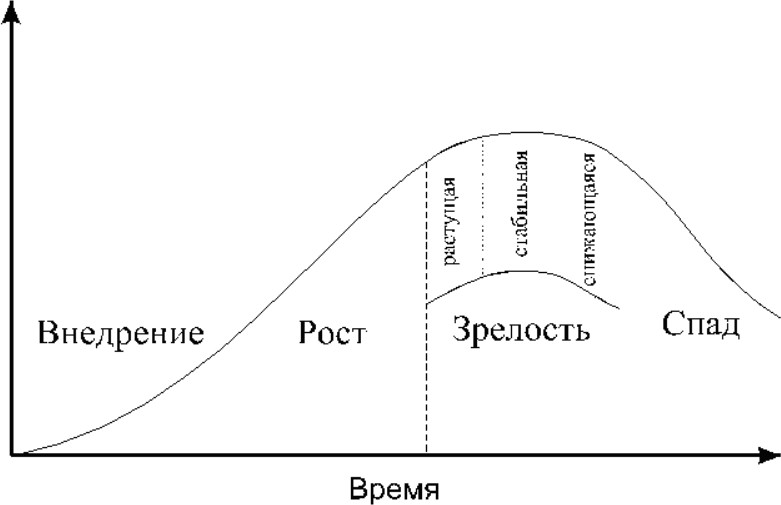 растущая
стабильная
снижающаяся
Внедрение
Рост
Зрелость
Спад
Время